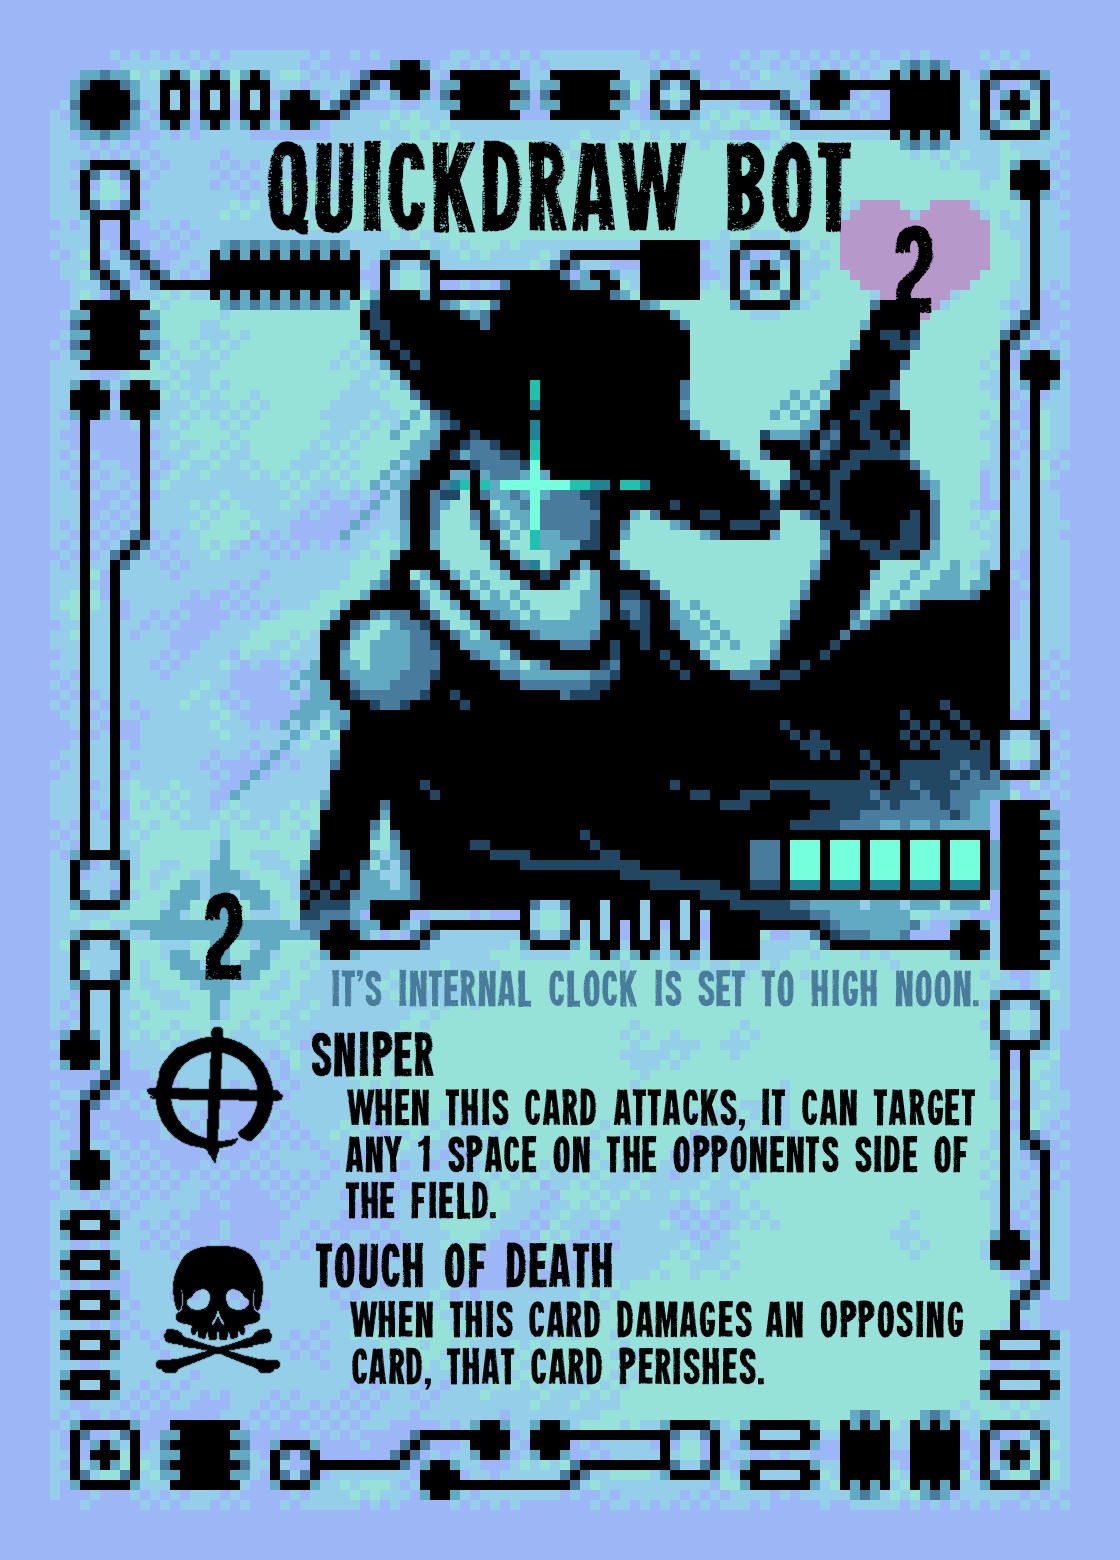 QUICKDRAW BOT
2
2
IT'S INTERNAL CLOCK IS SET TO HIGH NOON.
SNIPER
WHEN THIS CARD ATTACKS, IT CAN TARGET
ANY 1 SPACE ON THE OPPONENTS SIDE OF
THE FIELD.
TOUCH OF DEATH
WHEN THIS CARD DAMAGES AN OPPOSING
CARD, THAT CARD PERISHES.